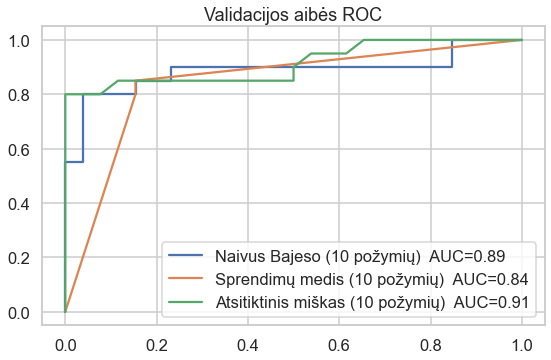 Validacijos aibės ROC
1.0
0.8
0.6
0.4
0.2
0.0
Naivus Bajeso (10 požymių) AUC=0.89
Sprendimų medis (10 požymių) AUC=0.84
Atsitiktinis miškas (10 požymių) AUC=0.91
0.0 0.2 0.4 0.6 0.8 1.0